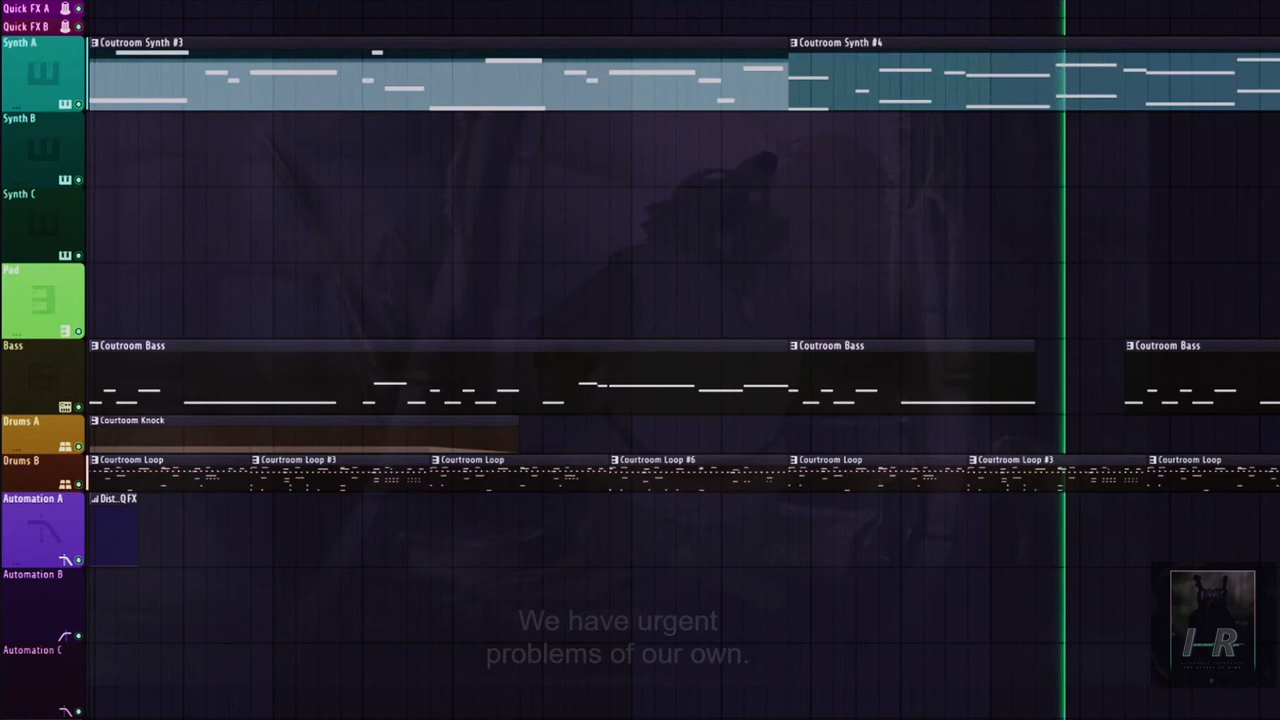 Quick FX A
Quick FX B
Synth A
Coutroom Synth #3
Coutroom Synth #4
Synth B
Synth C
Pad
Bass
Coutroom Bass
Coutroom Bass
Coutroom Bass
Drums A
Courtoom Knock
Drums B
Courtroom Loop
Courtroom Loop #3
Courtroom Loop
Courtroom Loop #6
Courtroom Loop
Courtroom Loop #3
Courtroom Loop
Automation A
Dist..Q FX
Automation B
We have urgent
problems of our own.
Automation C